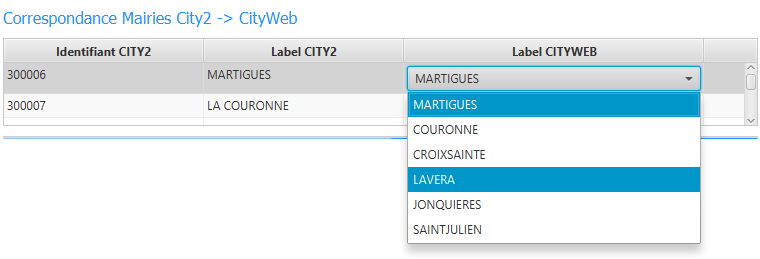 Correspondance Mairies City2 -> CityWeb
Identifiant CITY2 Label CITY2 Label CITYWEB
300006 MARTIGUES MARTIGUES
300007 LA COURONNE
MARTIGUES
COURONNE
CROIXSAINTE
LAVERA
JONQUIERES
SAINTJULIEN